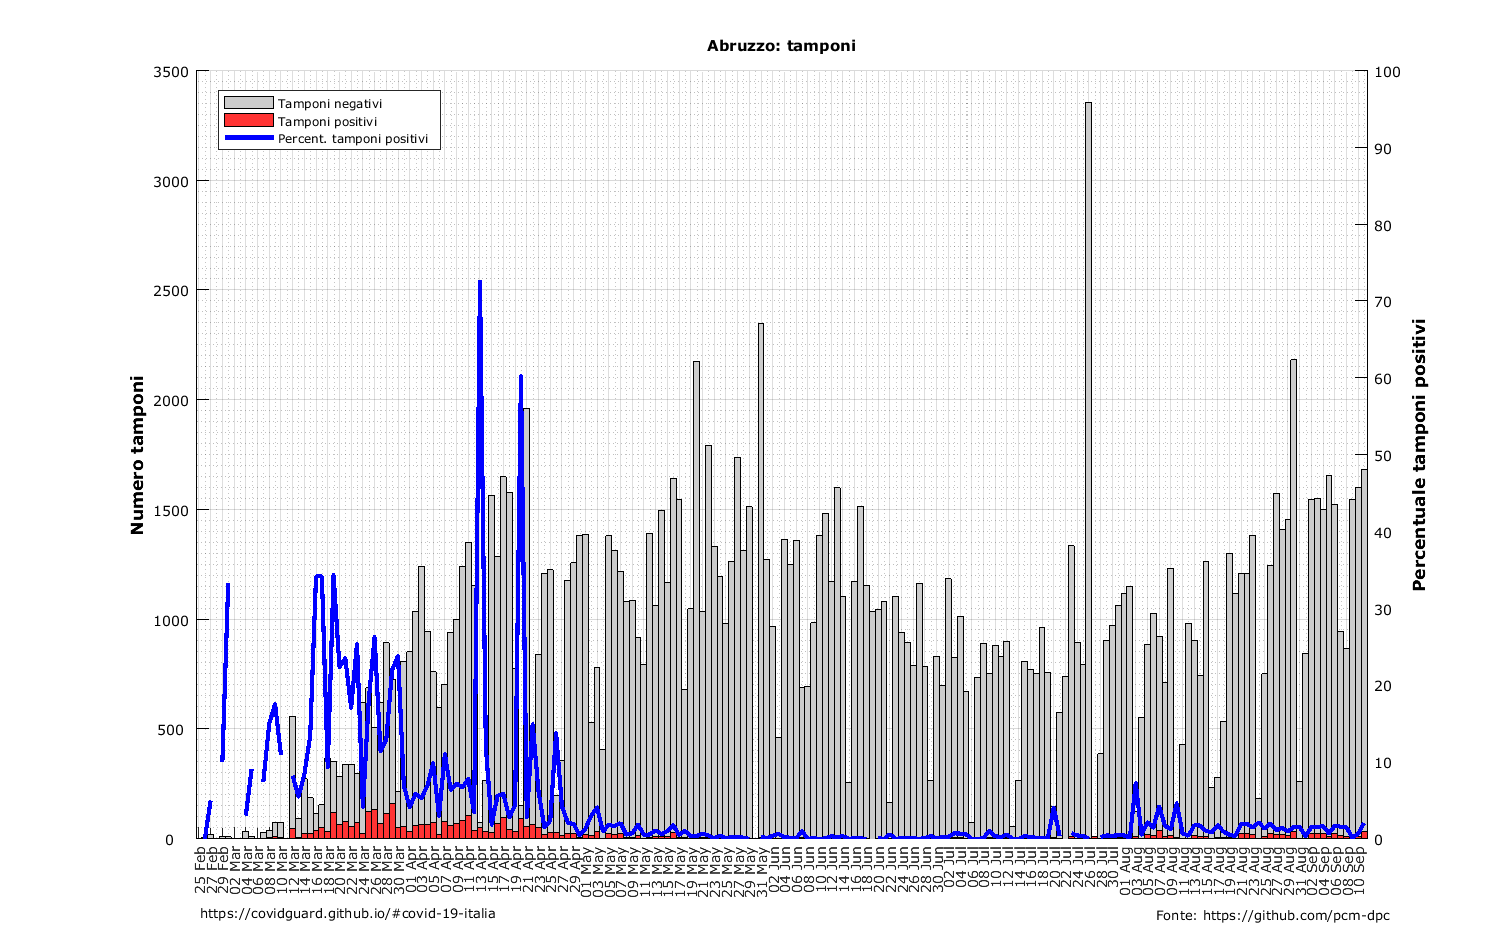 Abruzzo: tamponi
Tamponi negativi
Tamponi positivi
Percent. tamponi positivi
Numero tamponi
3500
3000
2500
2000
1500
1000
500
0
Percentuale tamponi positivi
100
90
80
70
60
50
40
30
20
10
0
25 Feb
27 Feb
29 Feb
02 Mar
04 Mar
06 Mar
08 Mar
10 Mar
12 Mar
14 Mar
16 Mar
18 Mar
20 Mar
22 Mar
24 Mar
26 Mar
28 Mar
30 Mar
01 Apr
03 Apr
05 Apr
07 Apr
09 Apr
11 Apr
13 Apr
15 Apr
17 Apr
19 Apr
21 Apr
23 Apr
25 Apr
27 Apr
29 Apr
01 May
03 May
05 May
07 May
09 May
11 May
13 May
15 May
17 May
19 May
21 May
23 May
25 May
27 May
29 May
31 May
02 Jun
04 Jun
06 Jun
08 Jun
10 Jun
12 Jun
14 Jun
16 Jun
18 Jun
20 Jun
22 Jun
24 Jun
26 Jun
28 Jun
30 Jun
02 Jul
04 Jul
06 Jul
08 Jul
10 Jul
12 Jul
14 Jul
16 Jul
18 Jul
20 Jul
22 Jul
24 Jul
26 Jul
28 Jul
30 Jul
01 Aug
03 Aug
05 Aug
07 Aug
09 Aug
11 Aug
13 Aug
15 Aug
17 Aug
19 Aug
21 Aug
23 Aug
25 Aug
27 Aug
29 Aug
31 Aug
02 Sep
04 Sep
06 Sep
08 Sep
10 Sep
https://covidguard.github.io/#covid-19-italia
Fonte: https://github.com/pcm-dpc